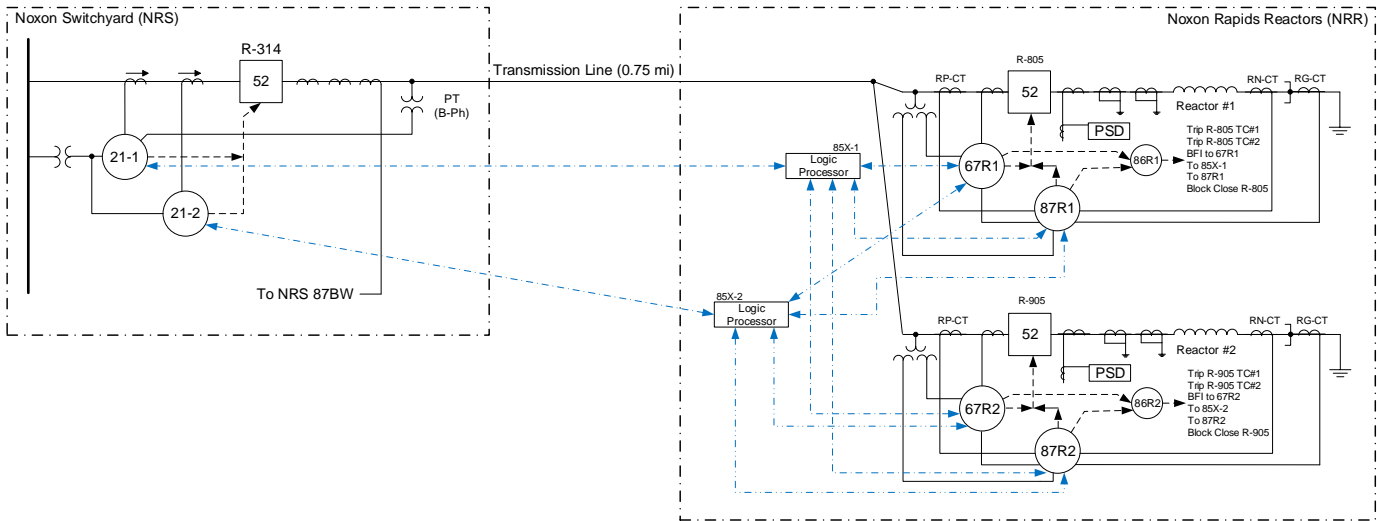 Noxon Switchyard (NRS)
R-314
52
PT
(B-Ph)
21-1
21-2
To NRS 87BW
Transmission Line (0.75 mi)
Noxon Rapids Reactors (NRR)
85X-1
Logic
Processor
85X-2
Logic
Processor
RP-CT
R-805
52
RN-CT
RG-CT
Reactor #1
PSD
67R1
86R1
87R1
Trip R-805 TC#1
Trip R-805 TC#2
BFI to 67R1
To 85X-1
To 87R1
Block Close R-805
RP-CT
R-905
52
RN-CT
RG-CT
Reactor #2
PSD
67R2
86R2
87R2
Trip R-905 TC#1
Trip R-905 TC#2
BFI to 67R2
To 85X-2
To 87R2
Block Close R-905